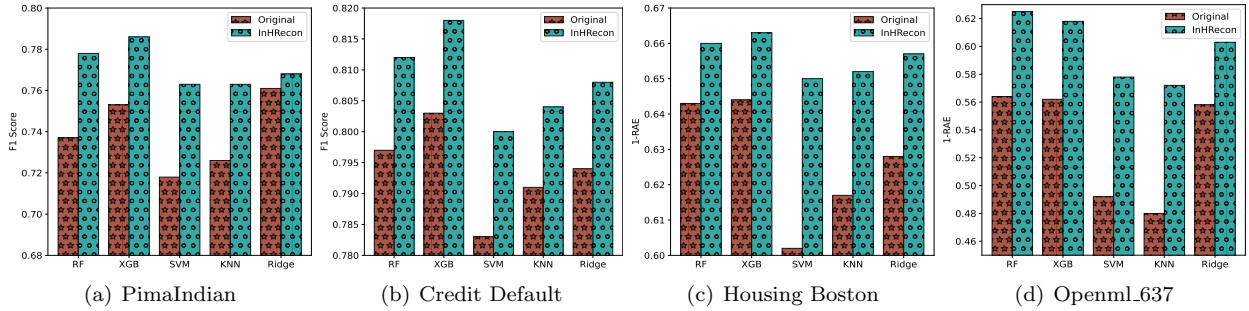 0.80
0.78
0.76
0.74
0.72
0.70
0.68
F1 Score
Original
InHRecon
RF XGB SVM KNN Ridge
(a) PimaIndian
0.820
0.815
0.810
0.805
0.800
0.795
0.790
0.785
0.780
F1 Score
Original
InHRecon
RF XGB SVM KNN Ridge
(b) Credit Default
0.67
0.66
0.65
0.64
0.63
0.62
0.61
0.60
1-RAE
Original
InHRecon
RF XGB SVM KNN Ridge
(c) Housing Boston
0.62
0.60
0.58
0.56
0.54
0.52
0.50
0.48
0.46
1-RAE
Original
InHRecon
RF XGB SVM KNN Ridge
(d) Openml_637